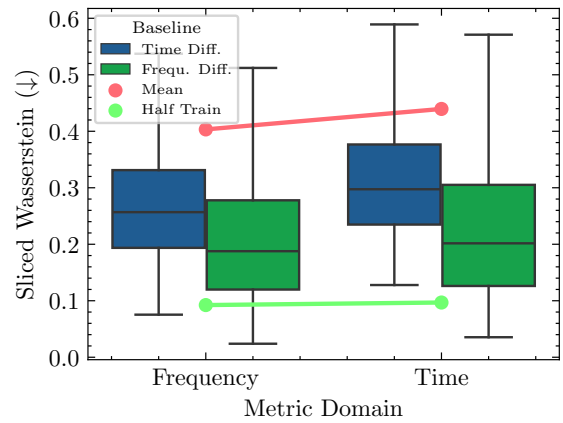 0.6
0.5
0.4
0.3
0.2
0.1
0.0
Sliced Wasserstein (↓)
Baseline
Time Diff.
Frequ. Diff.
Mean
Half Train
Frequency
Time
Metric Domain